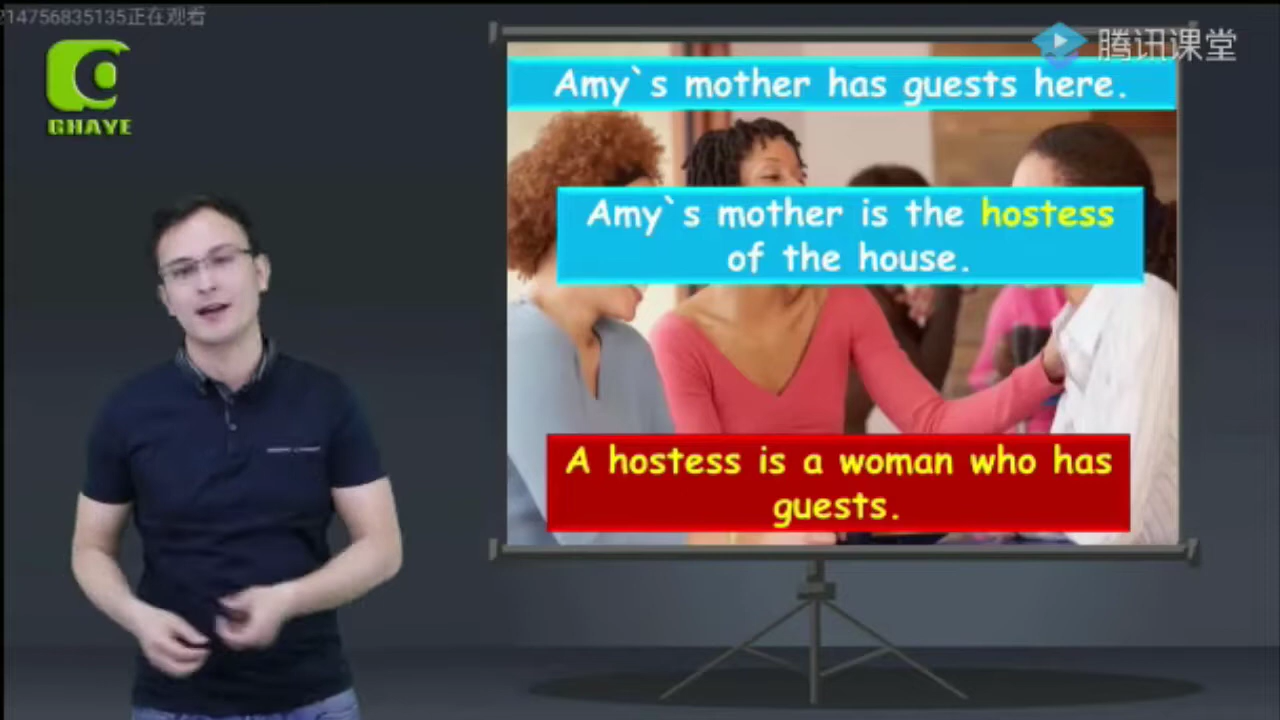 214756835135正在观看
腾讯课堂
GHAYE
Amy`s mother has guests here.
Amy`s mother is the hostess
of the house.
A hostess is a woman who has
guests.